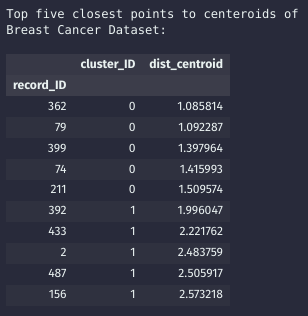 Top five closest points to centeroids of
Breast Cancer Dataset:
cluster_ID dist_centroid
record_ID
362 0 1.085814
79 0 1.092287
399 0 1.397964
74 0 1.415993
211 0 1.509574
392 1 1.996047
433 1 2.221762
2 1 2.483759
487 1 2.505917
156 1 2.573218